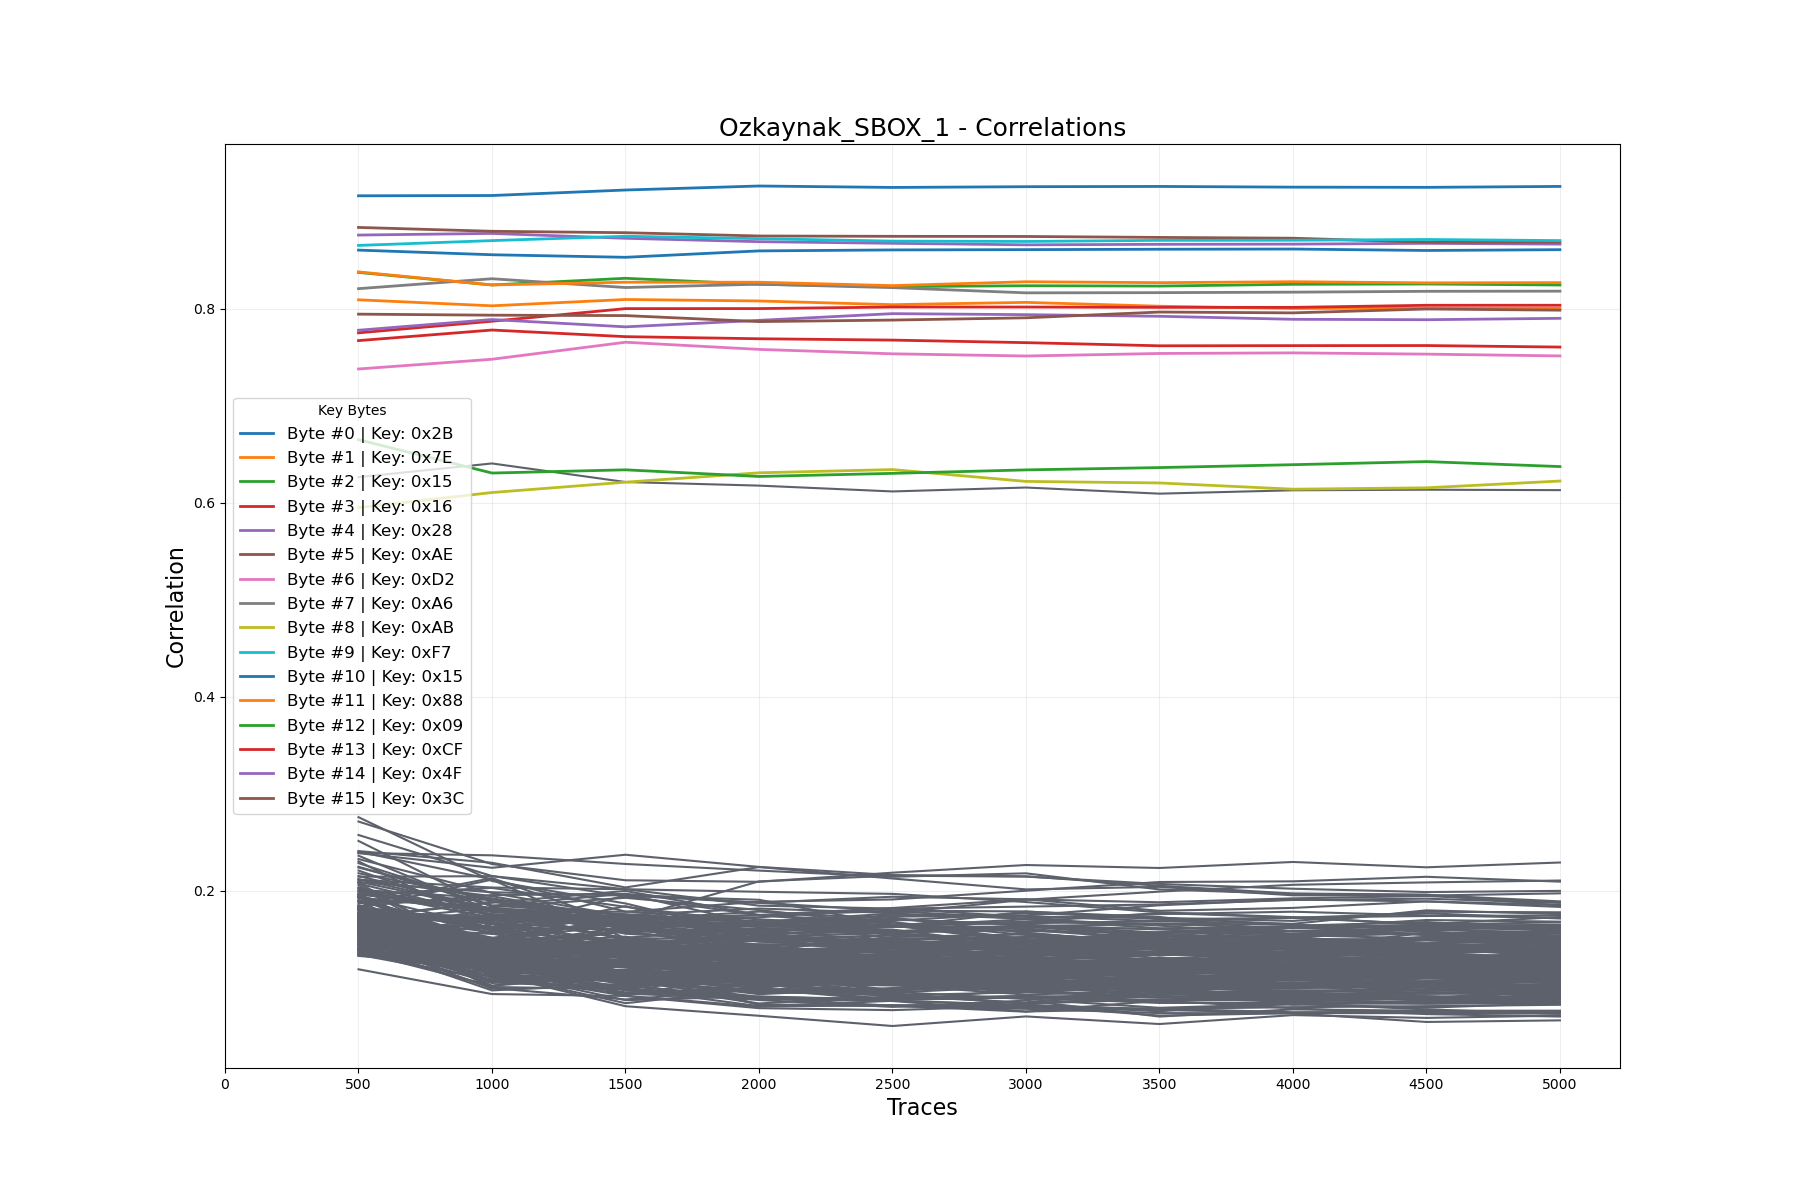 Ozkaynak_SBOX_1 - Correlations
Correlation
0.8
0.6
0.4
0.2
Key Bytes
Byte #0 | Key: 0x2B
Byte #1 | Key: 0x7E
Byte #2 | Key: 0x15
Byte #3 | Key: 0x16
Byte #4 | Key: 0x28
Byte #5 | Key: 0xAE
Byte #6 | Key: 0xD2
Byte #7 | Key: 0xA6
Byte #8 | Key: 0xAB
Byte #9 | Key: 0xF7
Byte #10 | Key: 0x15
Byte #11 | Key: 0x88
Byte #12 | Key: 0x09
Byte #13 | Key: 0xCF
Byte #14 | Key: 0x4F
Byte #15 | Key: 0x3C
0 500 1000 1500 2000 2500 3000 3500 4000 4500 5000
Traces